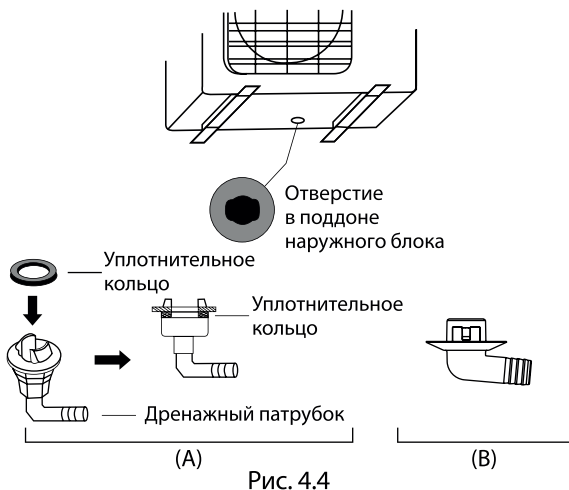 Отверстие
в поддоне
наружного блока
Уплотнительное
кольцо
Уплотнительное
кольцо
Дренажный патрубок
(A)
(B)
Рис. 4.4